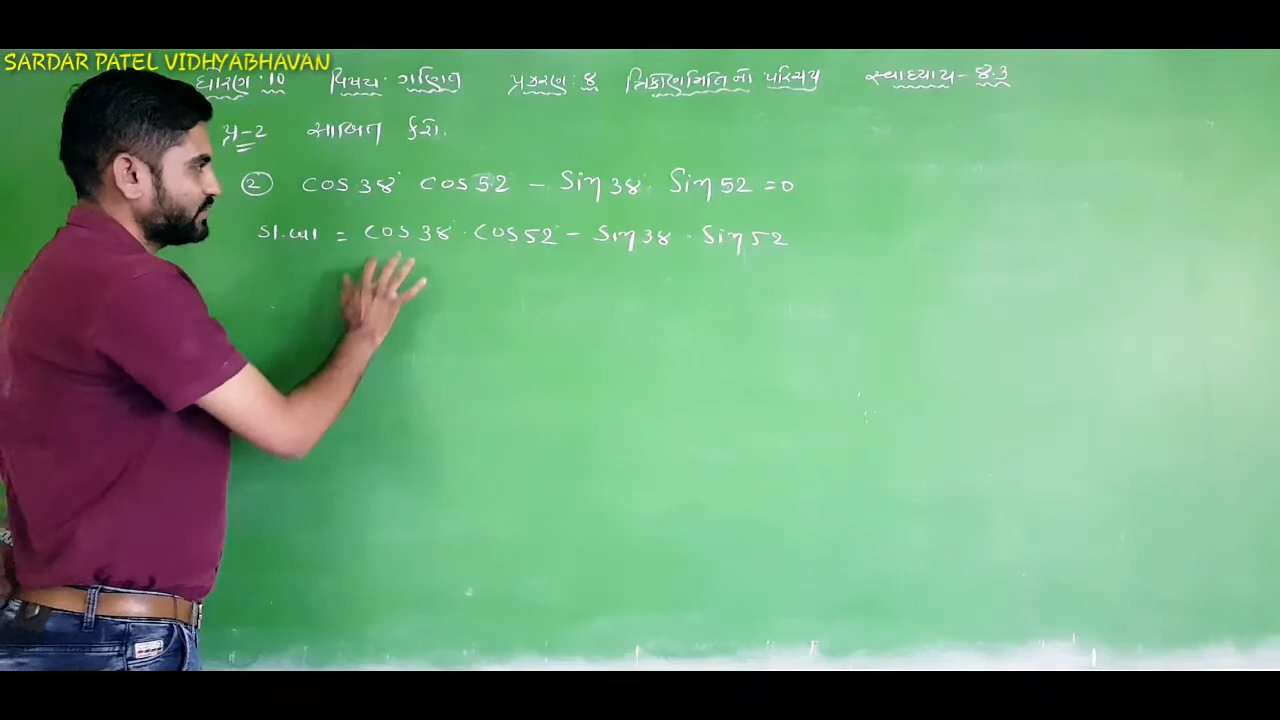 SARDAR PATEL VIDHYABHAVAN
ધોરણ : 10 વિષય : ગણિત પ્રકરણ : 8 ત્રિકોણમિતિનો પરિચય સ્વાધ્યાય - 8.3
પ્ર-2 સાબિત કરો.
(2) cos 38° cos 52 - Sin 38° Sin 52 = 0
ડા.બા = cos 38° . cos 52° - Sin 38 . Sin 52